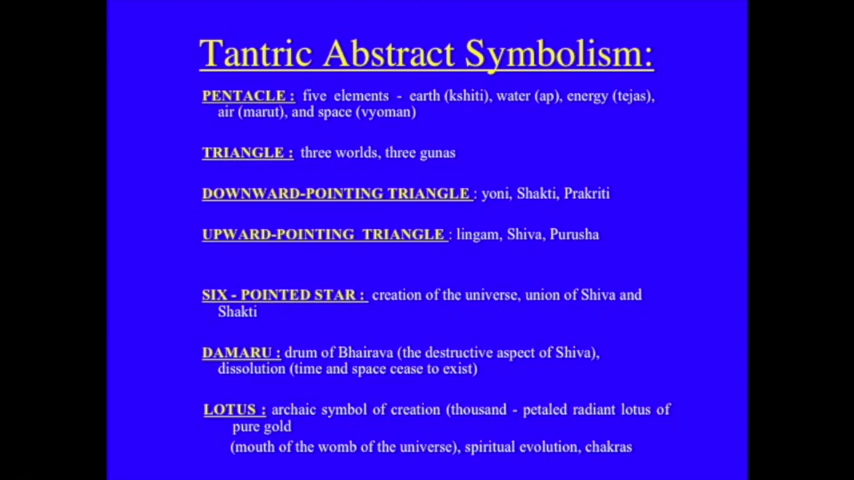 Tantric Abstract Symbolism:
PENTACLE : five elements - earth (kshiti), water (ap), energy (tejas),
air (marut), and space (vyoman)
TRIANGLE : three worlds, three gunas
DOWNWARD-POINTING TRIANGLE : yoni, Shakti, Prakriti
UPWARD-POINTING TRIANGLE : lingam, Shiva, Purusha
SIX - POINTED STAR : creation of the universe, union of Shiva and
Shakti
DAMARU : drum of Bhairava (the destructive aspect of Shiva),
dissolution (time and space cease to exist)
LOTUS : archaic symbol of creation (thousand - petaled radiant lotus of
pure gold
(mouth of the womb of the universe), spiritual evolution, chakras